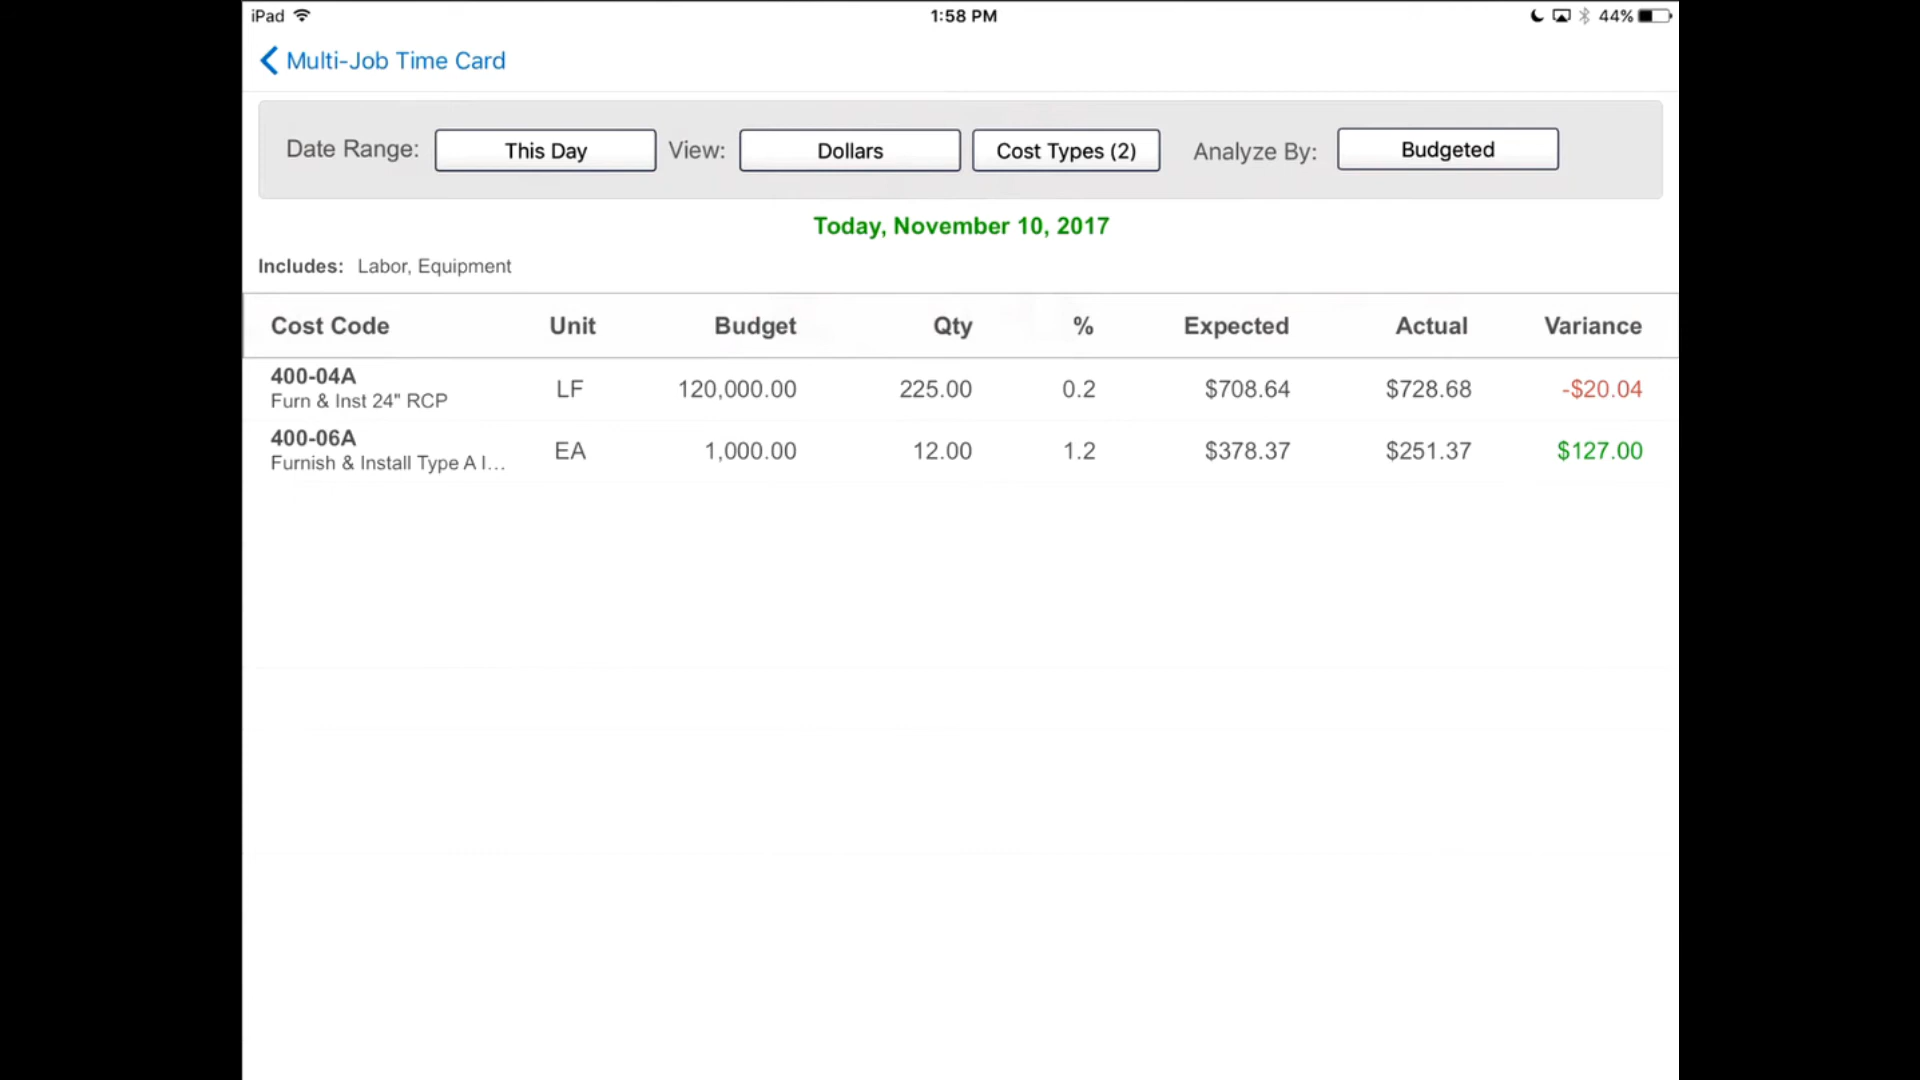 iPad 1:58 PM 44%
Multi-Job Time Card
Date Range: This Day View: Dollars Cost Types (2) Analyze By: Budgeted
Today, November 10, 2017
Includes: Labor, Equipment
Cost Code Unit Budget Qty % Expected Actual Variance
400-04A
Furn & Inst 24" RCP LF 120,000.00 225.00 0.2 $708.64 $728.68 -$20.04
400-06A
Furnish & Install Type A I... EA 1,000.00 12.00 1.2 $378.37 $251.37 $127.00